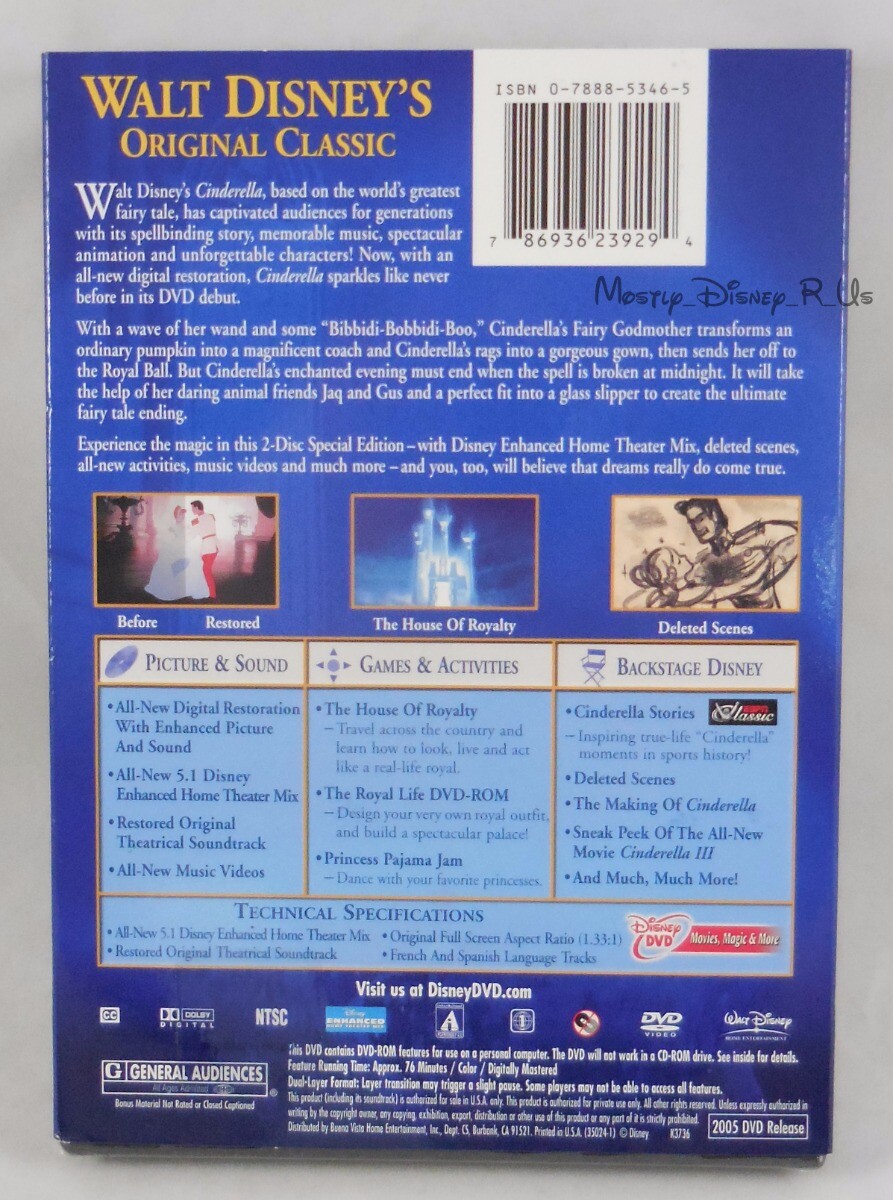 WALT DISNEY'S
ORIGINAL CLASSIC
ISBN 0-7888-5346-5
7 86936 23929 4
Mostly_Disney_R_Us
Walt Disney's Cinderella, based on the world's greatest
fairy tale, has captivated audiences for generations
with its spellbinding story, memorable music, spectacular
animation and unforgettable characters! Now, with an
all-new digital restoration, Cinderella sparkles like never
before in its DVD debut.
With a wave of her wand and some “Bibbidi-Bobbidi-Boo,” Cinderella's Fairy Godmother transforms an
ordinary pumpkin into a magnificent coach and Cinderella's rags into a gorgeous gown, then sends her off to
the Royal Ball. But Cinderella's enchanted evening must end when the spell is broken at midnight. It will take
the help of her daring animal friends Jaq and Gus and a perfect fit into a glass slipper to create the ultimate
fairy tale ending.
Experience the magic in this 2-Disc Special Edition – with Disney Enhanced Home Theater Mix, deleted scenes,
all-new activities, music videos and much more – and you, too, will believe that dreams really do come true.
Before Restored
The House Of Royalty
Deleted Scenes
PICTURE & SOUND
• All-New Digital Restoration
With Enhanced Picture
And Sound
• All-New 5.1 Disney
Enhanced Home Theater Mix
• Restored Original
Theatrical Soundtrack
• All-New Music Videos
GAMES & ACTIVITIES
• The House Of Royalty
– Travel across the country and
learn how to look, live and act
like a real-life royal.
• The Royal Life DVD-ROM
– Design your very own royal outfit,
and build a spectacular palace!
• Princess Pajama Jam
– Dance with your favorite princesses.
BACKSTAGE DISNEY
• Cinderella Stories
ESPN Classic
– Inspiring true-life “Cinderella”
moments in sports history!
• Deleted Scenes
• The Making Of Cinderella
• Sneak Peek Of The All-New
Movie Cinderella III
• And Much, Much More!
TECHNICAL SPECIFICATIONS
• All-New 5.1 Disney Enhanced Home Theater Mix
• Restored Original Theatrical Soundtrack
• Original Full Screen Aspect Ratio (1.33:1)
• French And Spanish Language Tracks
Disney DVD
Movies, Magic & More
Visit us at DisneyDVD.com
CC
DOLBY DIGITAL
NTSC
Disney ENHANCED HOME THEATER MIX
1
DVD VIDEO
WALT DISNEY HOME ENTERTAINMENT
G GENERAL AUDIENCES
All Ages Admitted
®
Bonus Material Not Rated or Closed Captioned
This DVD contains DVD-ROM features for use on a personal computer. The DVD will not work in a CD-ROM drive. See inside for details.
Feature Running Time: Approx. 76 Minutes / Color / Digitally Mastered
Dual-Layer Format: Layer transition may trigger a slight pause. Some players may not be able to access all features.
This product (including its soundtrack) is authorized for sale in U.S.A. only. This product is authorized for private use only. All other rights reserved. Unless expressly authorized in
writing by the copyright owner, any copying, exhibition, export, distribution or other use of this product or any part of it is strictly prohibited.
Distributed by Buena Vista Home Entertainment, Inc., Dept. CS, Burbank, CA 91521. Printed in U.S.A. (35024-1) © Disney K3736
2005 DVD Release